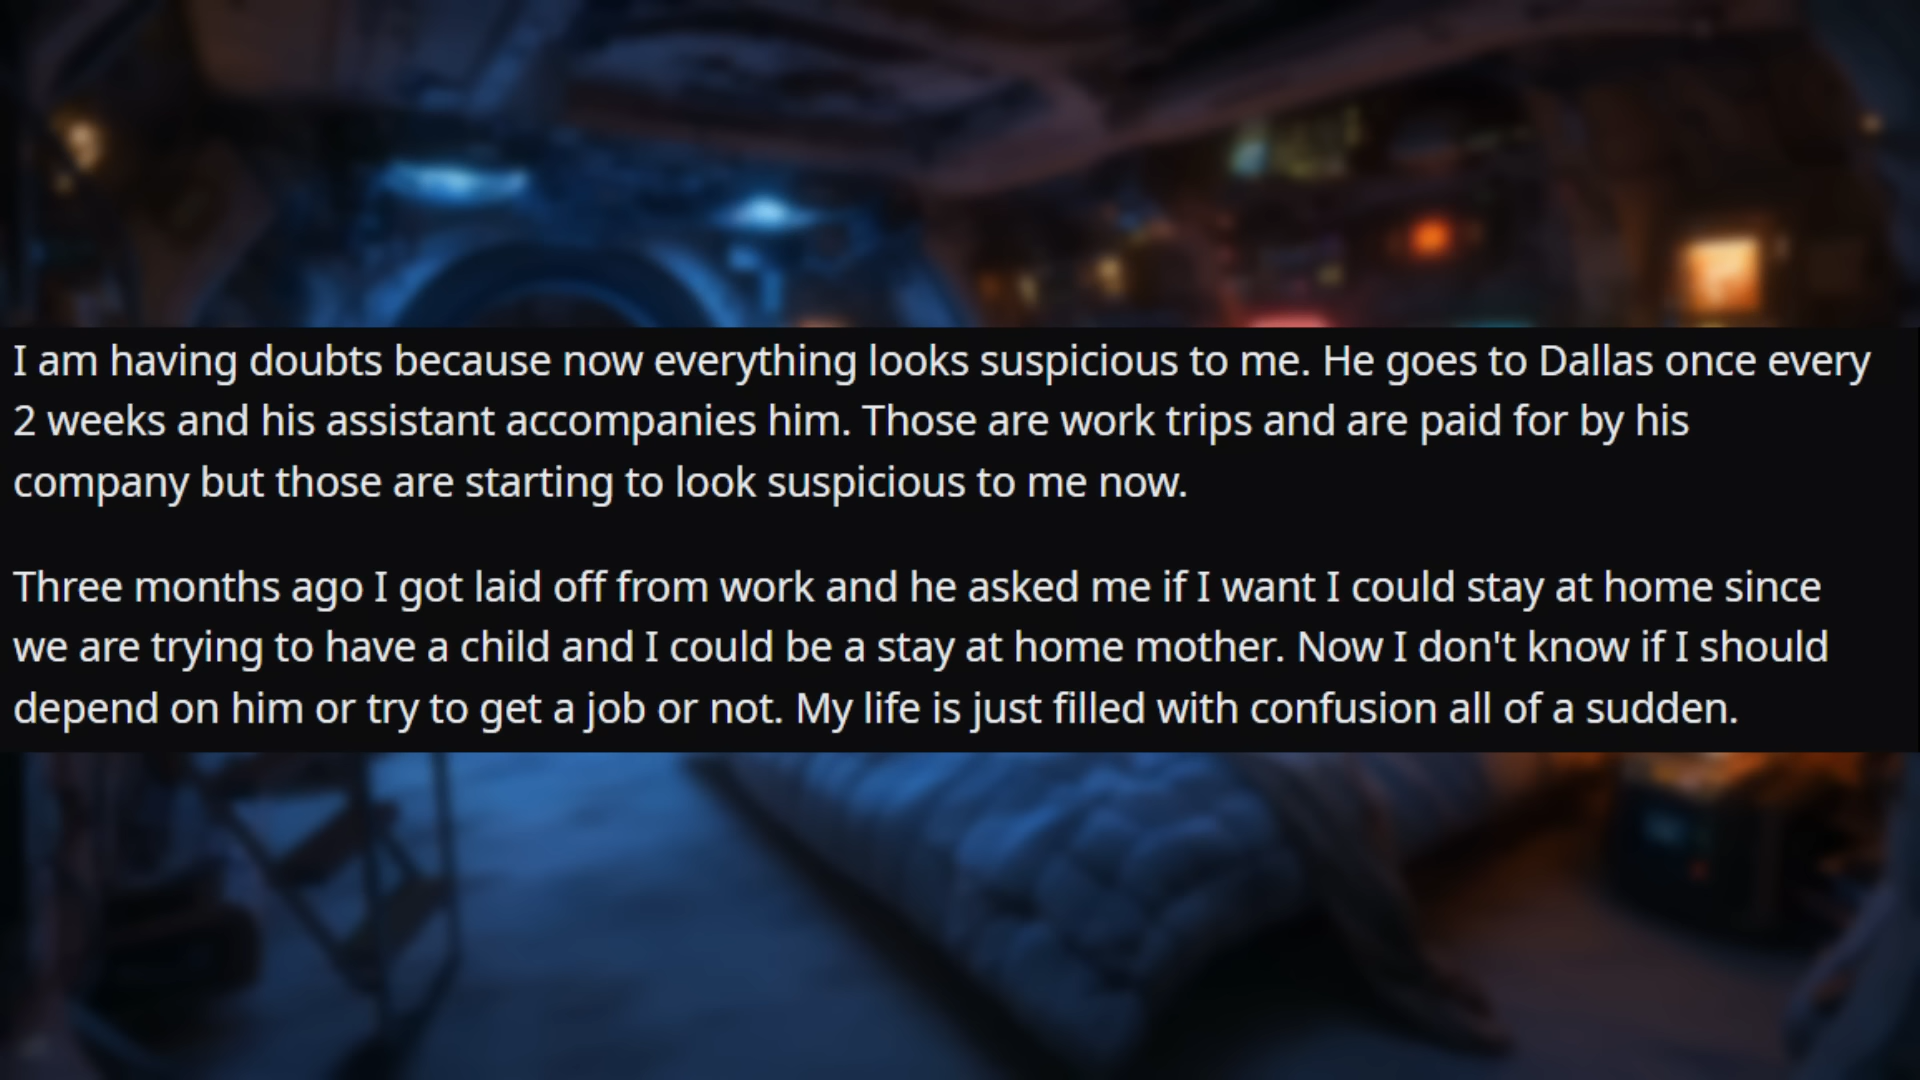 I am having doubts because now everything looks suspicious to me. He goes to Dallas once every
2 weeks and his assistant accompanies him. Those are work trips and are paid for by his
company but those are starting to look suspicious to me now.
Three months ago I got laid off from work and he asked me if I want I could stay at home since
we are trying to have a child and I could be a stay at home mother. Now I don't know if I should
depend on him or try to get a job or not. My life is just filled with confusion all of a sudden.